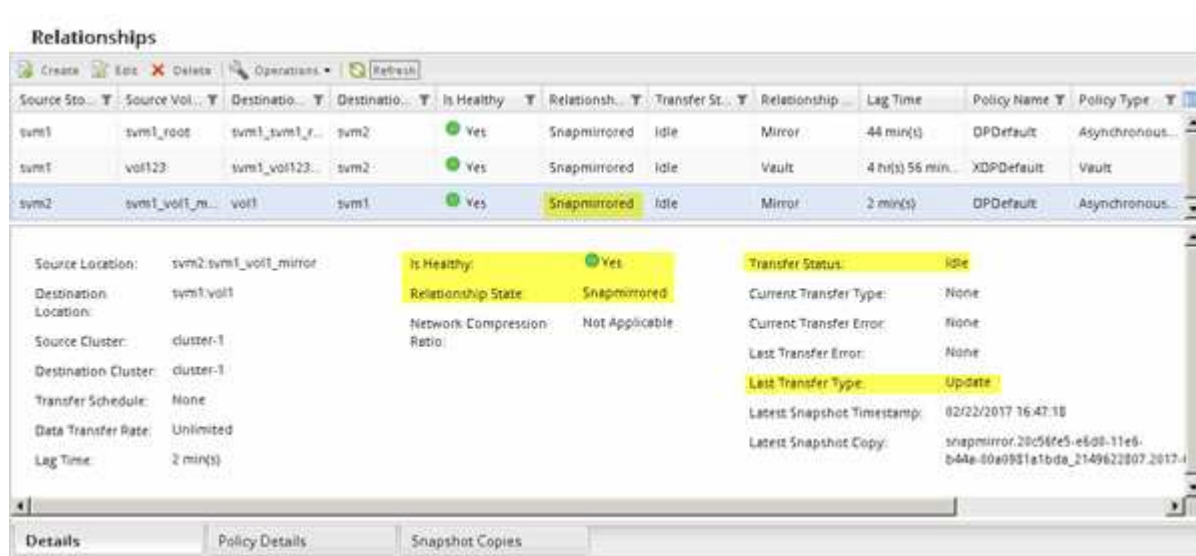 Relationships
Create Edit Delete Operations Refresh
Source Sto... Source Vol... Destinatio... Destinatio... Is Healthy Relationsh... Transfer St... Relationship ... Lag Time Policy Name Policy Type
svm1 svm1_root svm1_svm1_r... svm2 Yes Snapmirrored Idle Mirror 44 min(s) DPDefault Asynchronous...
svm1 vol123 svm1_vol123... svm2 Yes Snapmirrored Idle Vault 4 hr(s) 56 min... XDPDefault Vault
svm2 svm1_vol1_m... vol1 svm1 Yes Snapmirrored Idle Mirror 2 min(s) DPDefault Asynchronous...
Source Location: svm2:svm1_vol1_mirror
Destination Location: svm1:vol1
Source Cluster: cluster-1
Destination Cluster: cluster-1
Transfer Schedule: None
Data Transfer Rate: Unlimited
Lag Time: 2 min(s)
Is Healthy: Yes
Relationship State: Snapmirrored
Network Compression Ratio: Not Applicable
Transfer Status: Idle
Current Transfer Type: None
Current Transfer Error: None
Last Transfer Error: None
Last Transfer Type: Update
Latest Snapshot Timestamp: 02/22/2017 16:47:18
Latest Snapshot Copy: snapmirror.20c56fe5-e6d0-11e6-
b44a-00a0981a1bda_2149622807.2017-
Details Policy Details Snapshot Copies